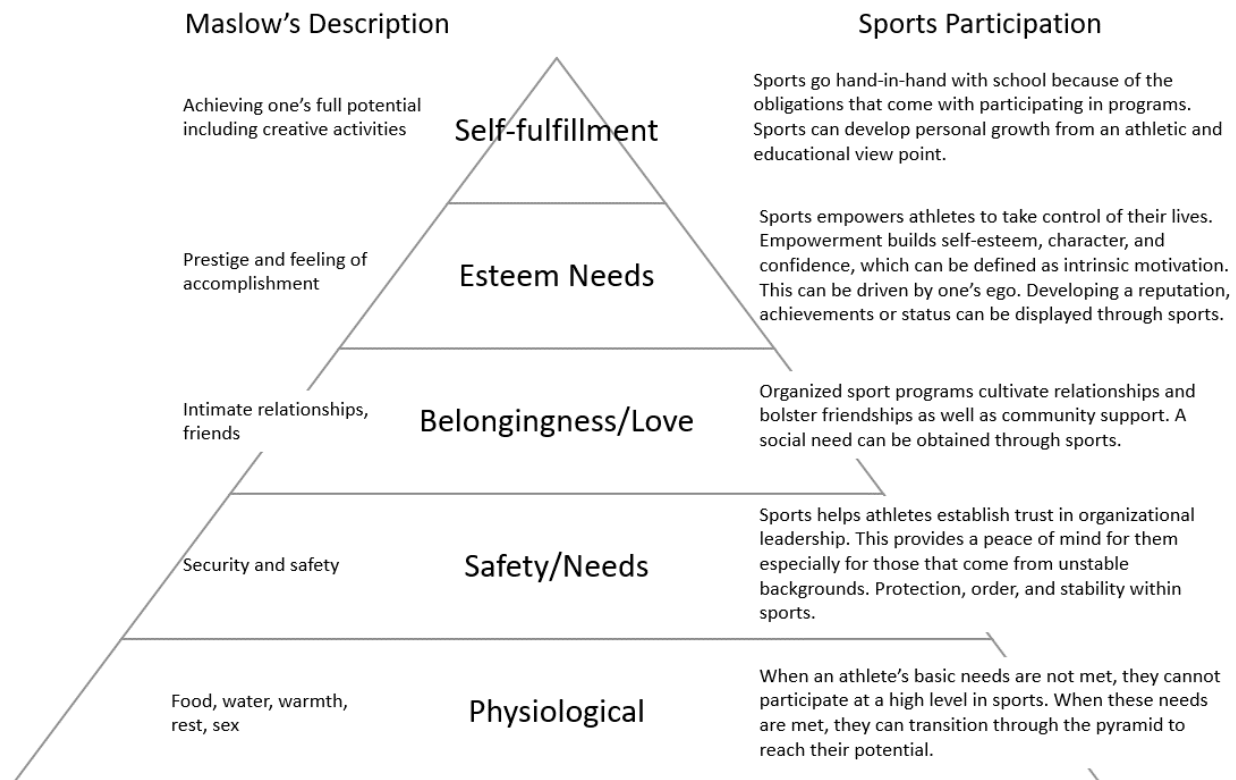 Maslow's Description
Sports Participation
Achieving one's full potential
including creative activities
Self-fulfillment
Sports go hand-in-hand with school because of the
obligations that come with participating in programs.
Sports can develop personal growth from an athletic and
educational view point.
Prestige and feeling of
accomplishment
Esteem Needs
Sports empowers athletes to take control of their lives.
Empowerment builds self-esteem, character, and
confidence, which can be defined as intrinsic motivation.
This can be driven by one's ego. Developing a reputation,
achievements or status can be displayed through sports.
Intimate relationships,
friends
Belongingness/Love
Organized sport programs cultivate relationships and
bolster friendships as well as community support. A
social need can be obtained through sports.
Security and safety
Safety/Needs
Sports helps athletes establish trust in organizational
leadership. This provides a peace of mind for them
especially for those that come from unstable
backgrounds. Protection, order, and stability within
sports.
Food, water, warmth,
rest, sex
Physiological
When an athlete's basic needs are not met, they cannot
participate at a high level in sports. When these needs
are met, they can transition through the pyramid to
reach their potential.